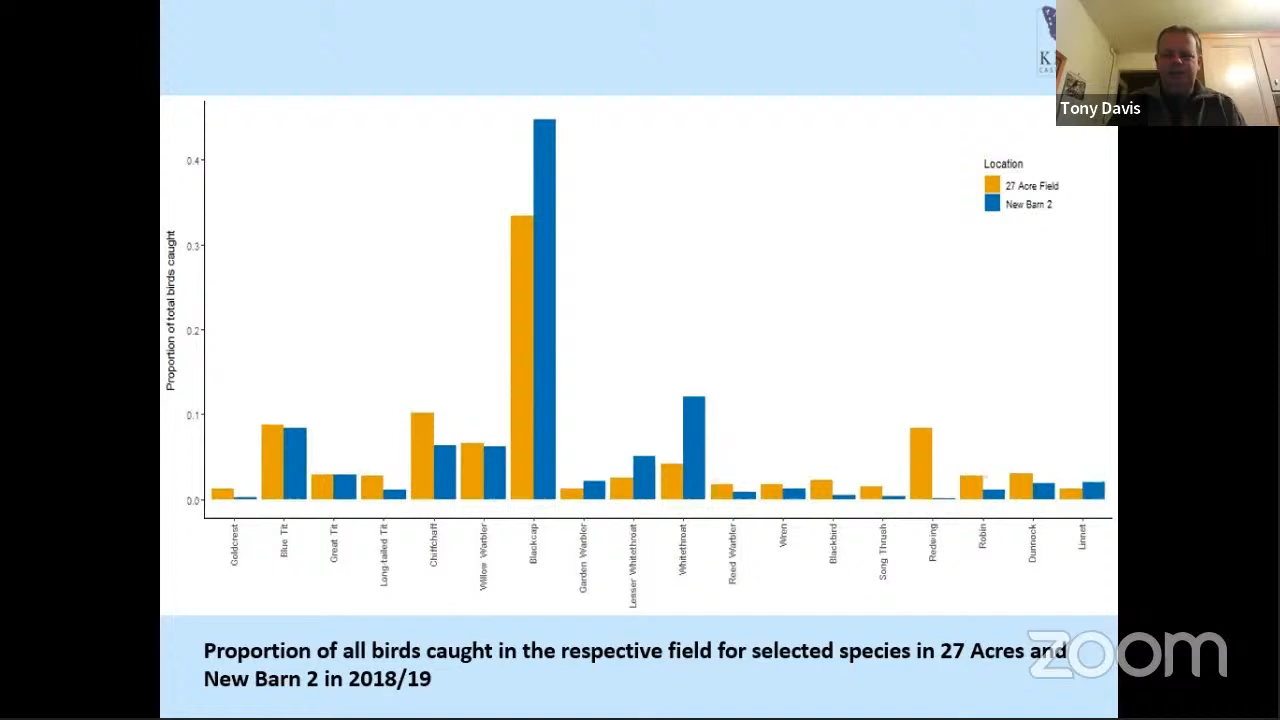 K
CAS
Tony Davis
Location
27 Acre Field
New Barn 2
Proportion of total birds caught
0.4
0.3
0.2
0.1
0.0
Goldcrest
Blue Tit
Great Tit
Long-tailed Tit
Chiffchaff
Willow Warbler
Blackcap
Garden Warbler
Lesser Whitethroat
Whitethroat
Reed Warbler
Wren
Blackbird
Song Thrush
Redwing
Robin
Dunnock
Linnet
Proportion of all birds caught in the respective field for selected species in 27 Acres and
New Barn 2 in 2018/19
zoom